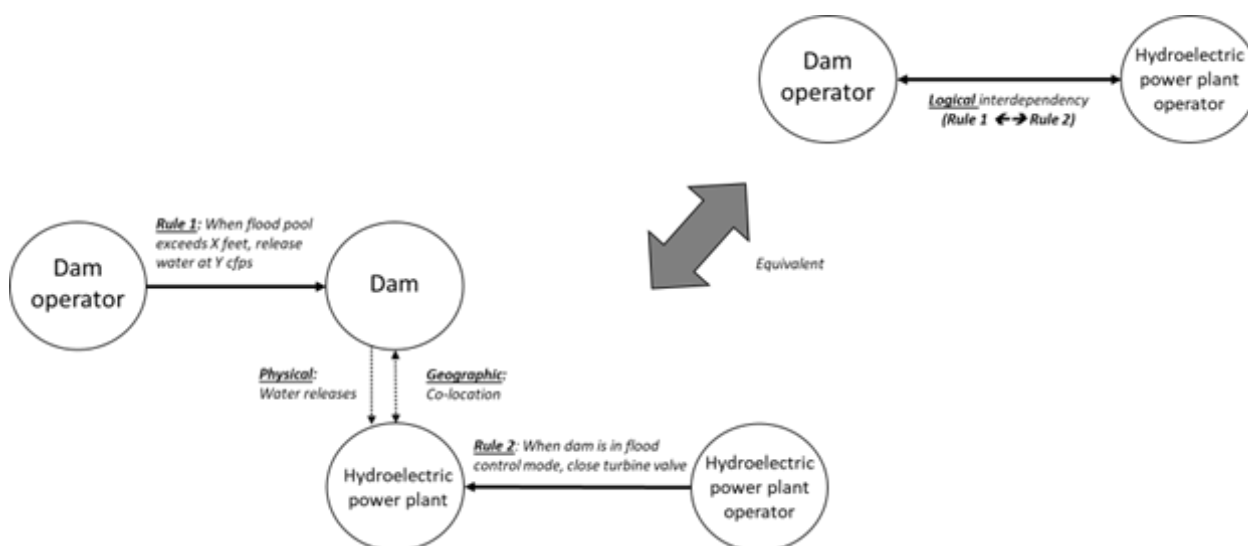 Dam
operator
Hydroelectric
power plant
operator
Logical interdependency
(Rule 1 ←→ Rule 2)
Rule 1: When flood pool
exceeds X feet, release
water at Y cfps
Equivalent
Dam
operator
Dam
Physical:
Water releases
Geographic:
Co-location
Rule 2: When dam is in flood
control mode, close turbine valve
Hydroelectric
power plant
Hydroelectric
power plant
operator